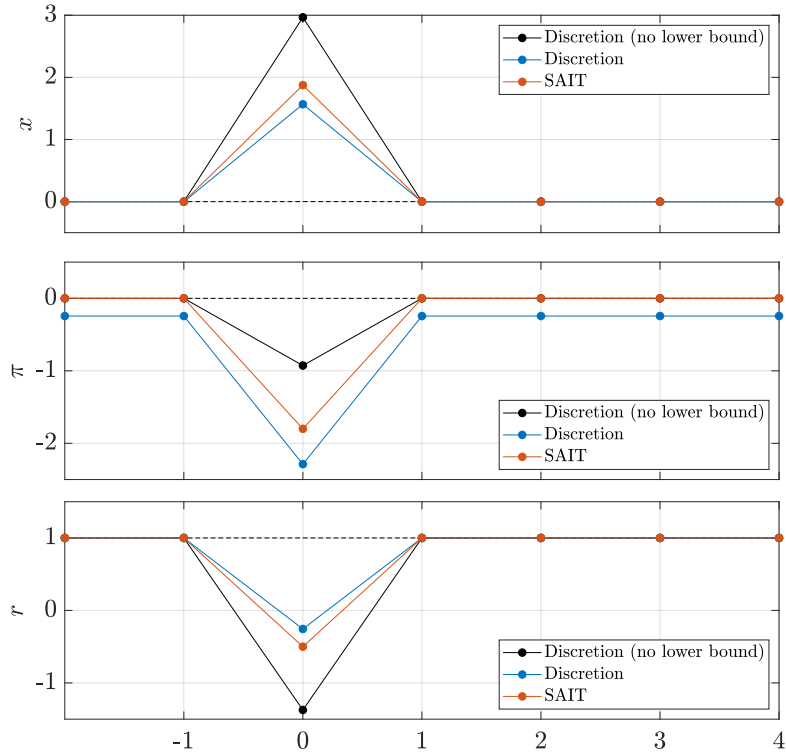 3
2
1
0
x
Discretion (no lower bound)
Discretion
SAIT
0
-1
-2
π
Discretion (no lower bound)
Discretion
SAIT
1
0
-1
r
Discretion (no lower bound)
Discretion
SAIT
-1 0 1 2 3 4